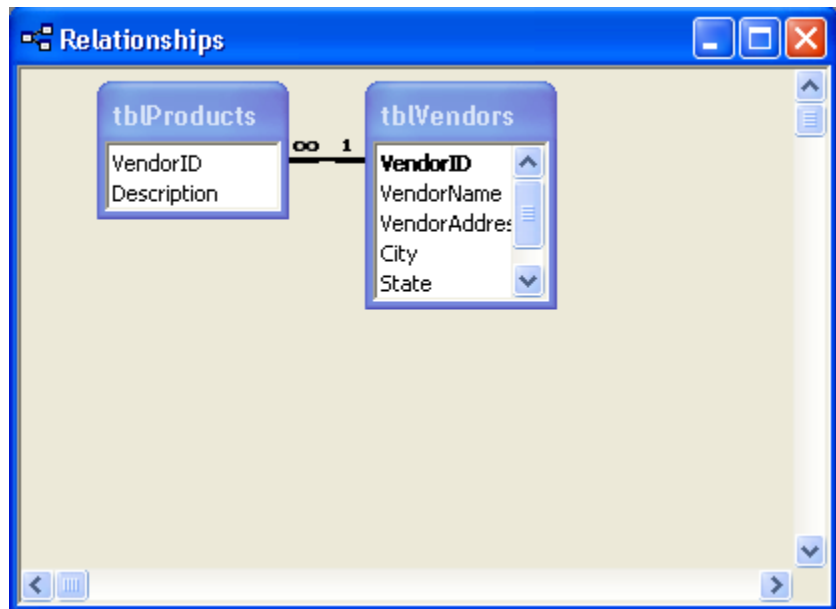 Relationships
tblProducts
VendorID
Description
∞ 1
tblVendors
VendorID
VendorName
VendorAddres
City
State